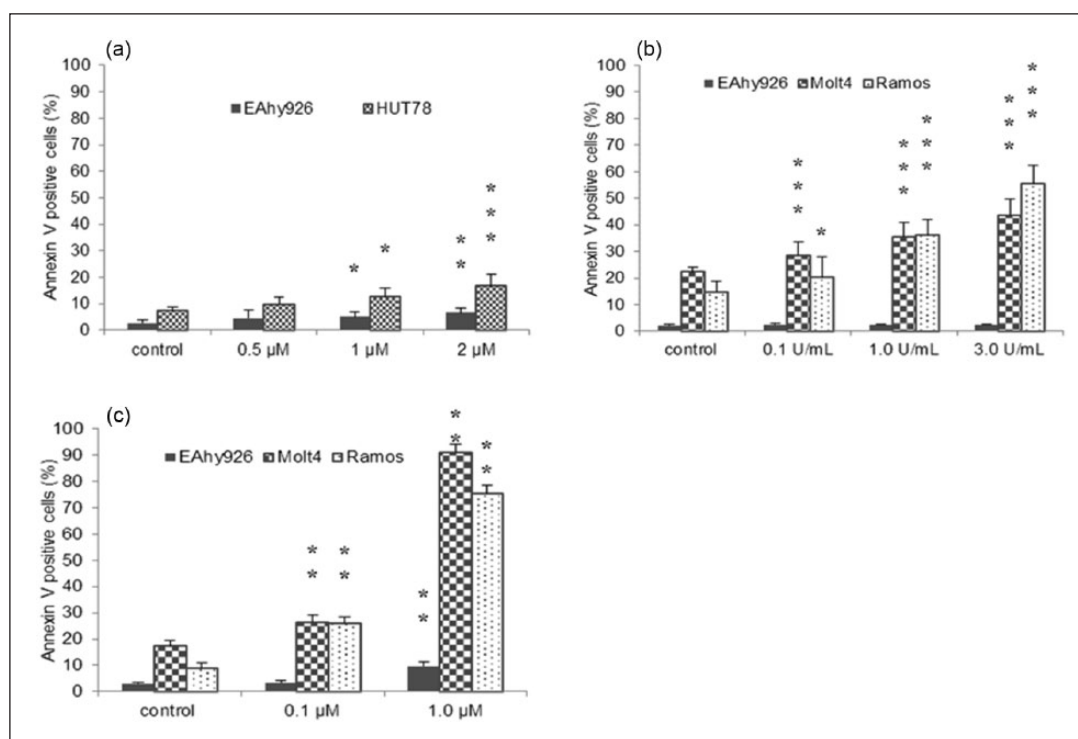 (a)
Annexin V positive cells (%)
100
90
80
70
60
50
40
30
20
10
0
EAhy926 HUT78
* * * * * * *
control 0.5 µM 1 µM 2 µM
(b)
Annexin V positive cells (%)
100
90
80
70
60
50
40
30
20
10
0
EAhy926 Molt4 Ramos
* * * * * * * * * * * * * * * *
control 0.1 U/mL 1.0 U/mL 3.0 U/mL
(c)
Annexin V positive cells (%)
100
90
80
70
60
50
40
30
20
10
0
EAhy926 Molt4 Ramos
* * * * * * * * * *
control 0.1 µM 1.0 µM